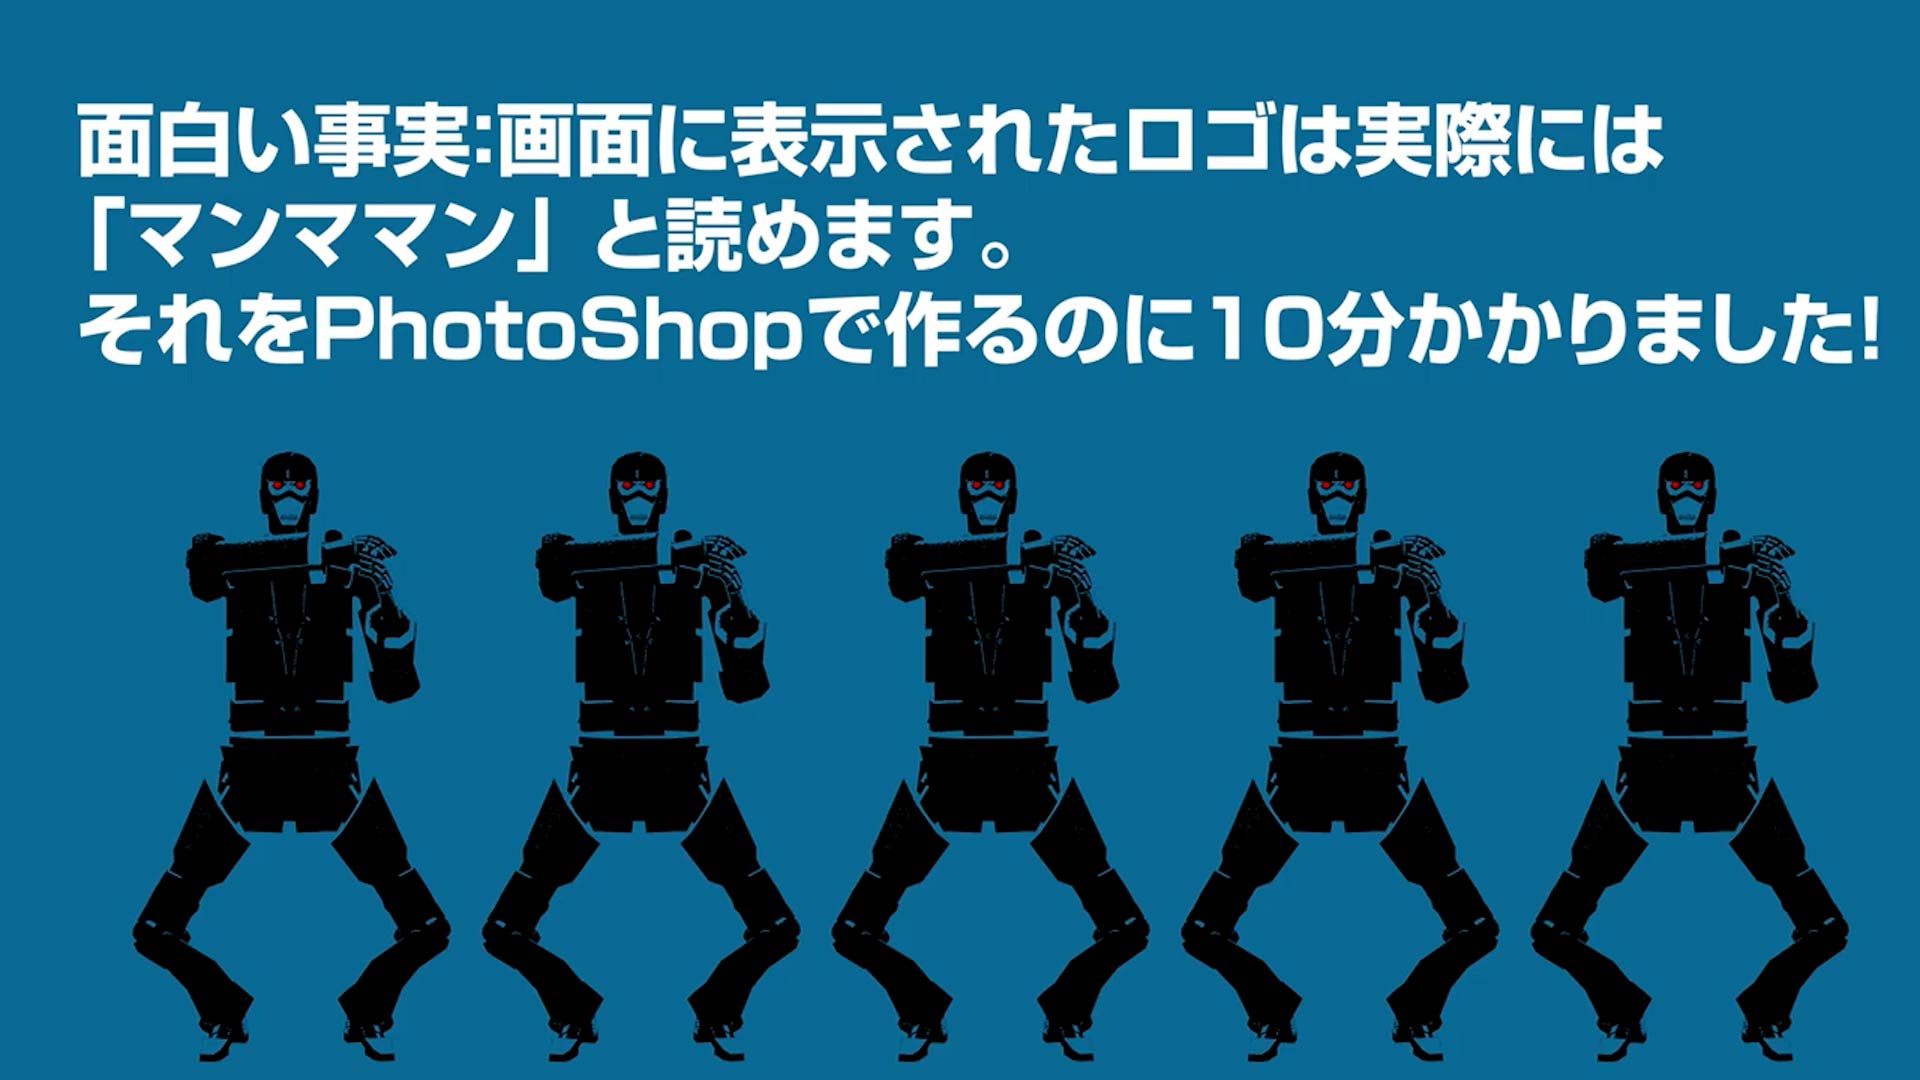 面白い事実:画面に表示されたロゴは実際には
「マンママン」と読めます。
それをPhotoShopで作るのに10分かかりました!